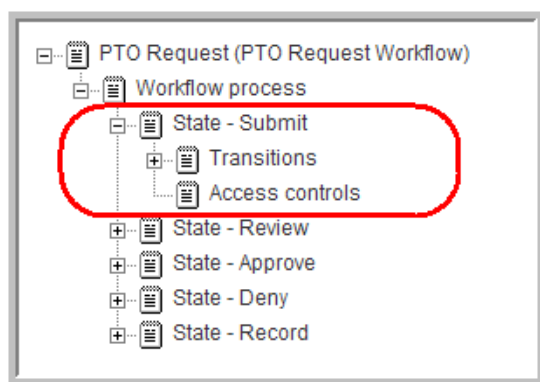 PTO Request (PTO Request Workflow)
Workflow process
State - Submit
Transitions
Access controls
State - Review
State - Approve
State - Deny
State - Record